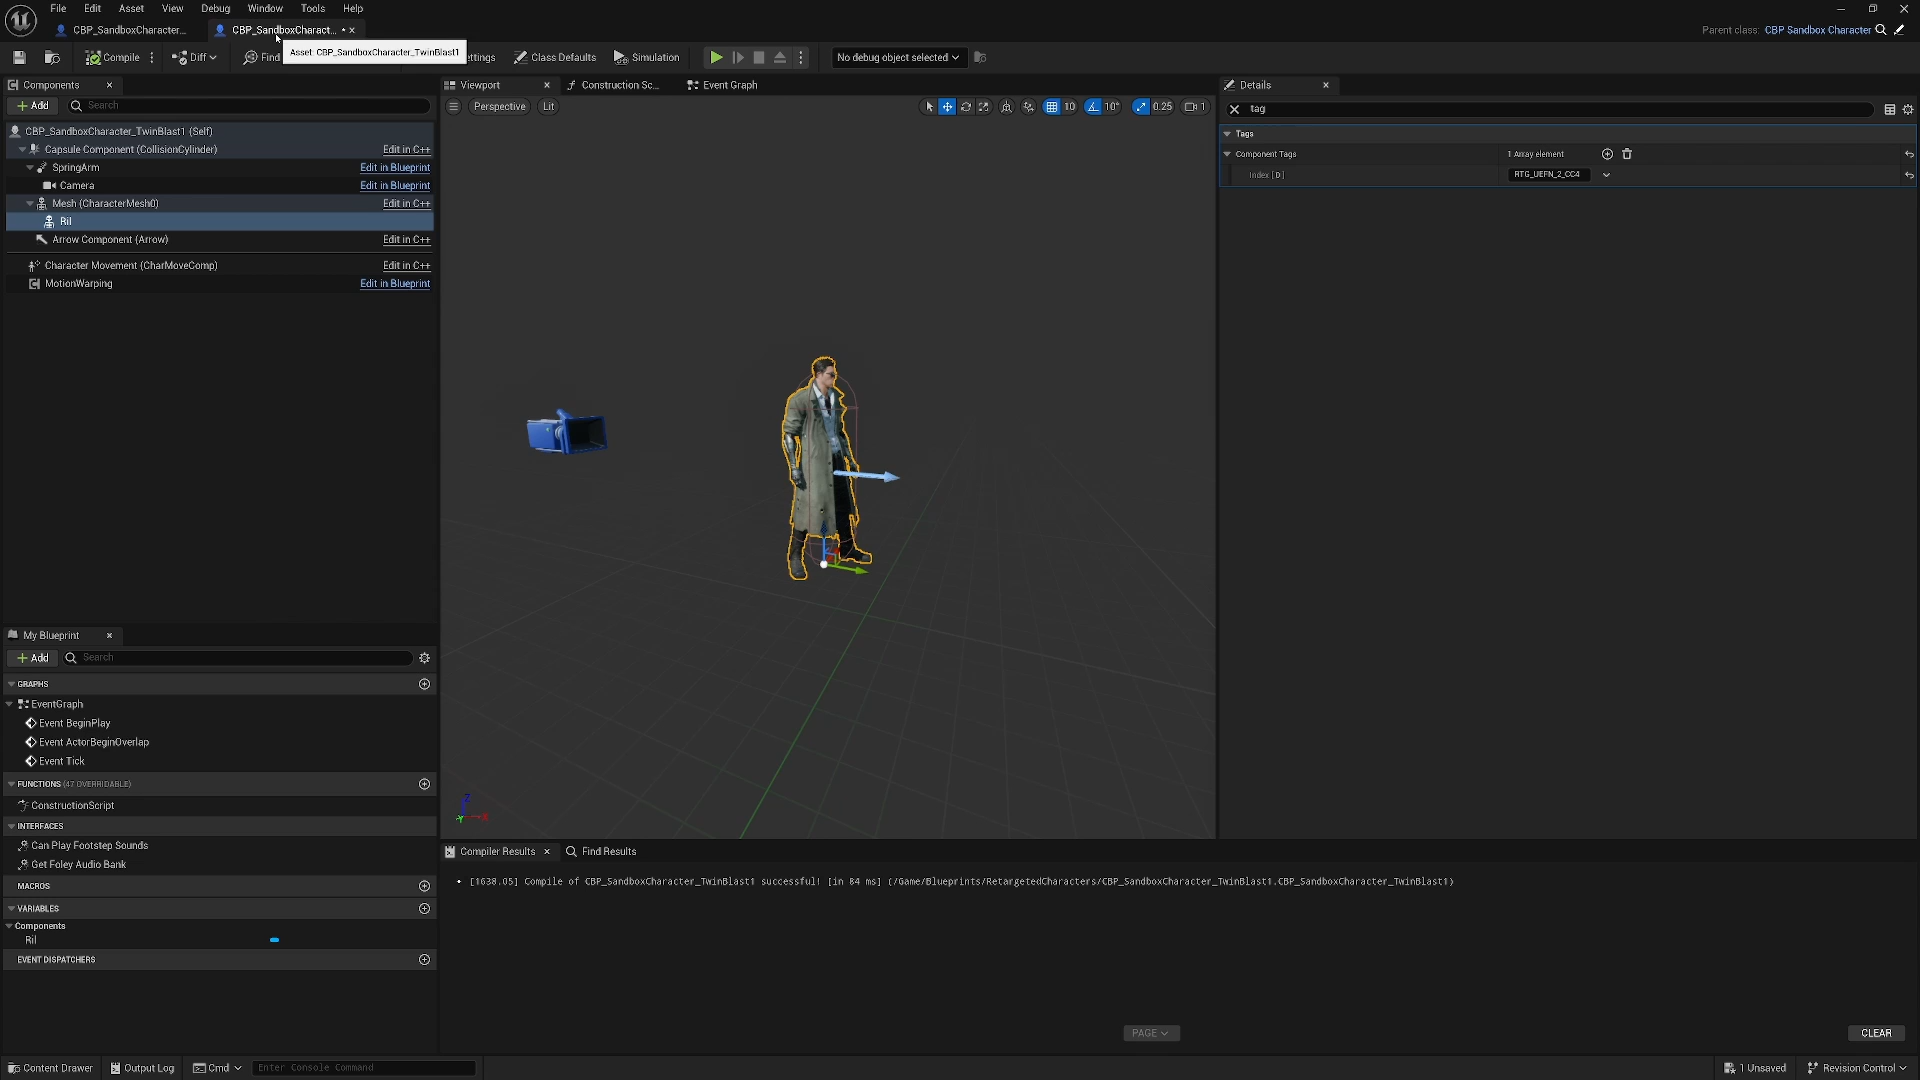 File Edit Asset View Debug Window Tools Help
CBP_SandboxCharacter... CBP_SandboxCharact...
Parent class: CBP Sandbox Character
Asset: CBP_SandboxCharacter_TwinBlast1
Compile Diff Find ettings Class Defaults Simulation No debug object selected
Components
Add Search
CBP_SandboxCharacter_TwinBlast1 (Self)
Capsule Component (CollisionCylinder) Edit in C++
SpringArm Edit in Blueprint
Camera Edit in Blueprint
Mesh (CharacterMesh0) Edit in C++
Ril
Arrow Component (Arrow) Edit in C++
Character Movement (CharMoveComp) Edit in C++
MotionWarping Edit in Blueprint
Viewport Construction Sc... Event Graph
Perspective Lit 10 10° 0.25 1
Z
X
Y
Details
tag
Tags
Component Tags 1 Array element
Index [ 0 ] RTG_UEFN_2_CC4
My Blueprint
Add Search
GRAPHS
EventGraph
Event BeginPlay
Event ActorBeginOverlap
Event Tick
FUNCTIONS (47 OVERRIDABLE)
ConstructionScript
INTERFACES
Can Play Footstep Sounds
Get Foley Audio Bank
MACROS
VARIABLES
Components
Ril
EVENT DISPATCHERS
Compiler Results Find Results
[1638.05] Compile of CBP_SandboxCharacter_TwinBlast1 successful! [in 84 ms] (/Game/Blueprints/RetargetedCharacters/CBP_SandboxCharacter_TwinBlast1.CBP_SandboxCharacter_TwinBlast1)
PAGE CLEAR
Content Drawer Output Log Cmd Enter Console Command 1 Unsaved Revision Control